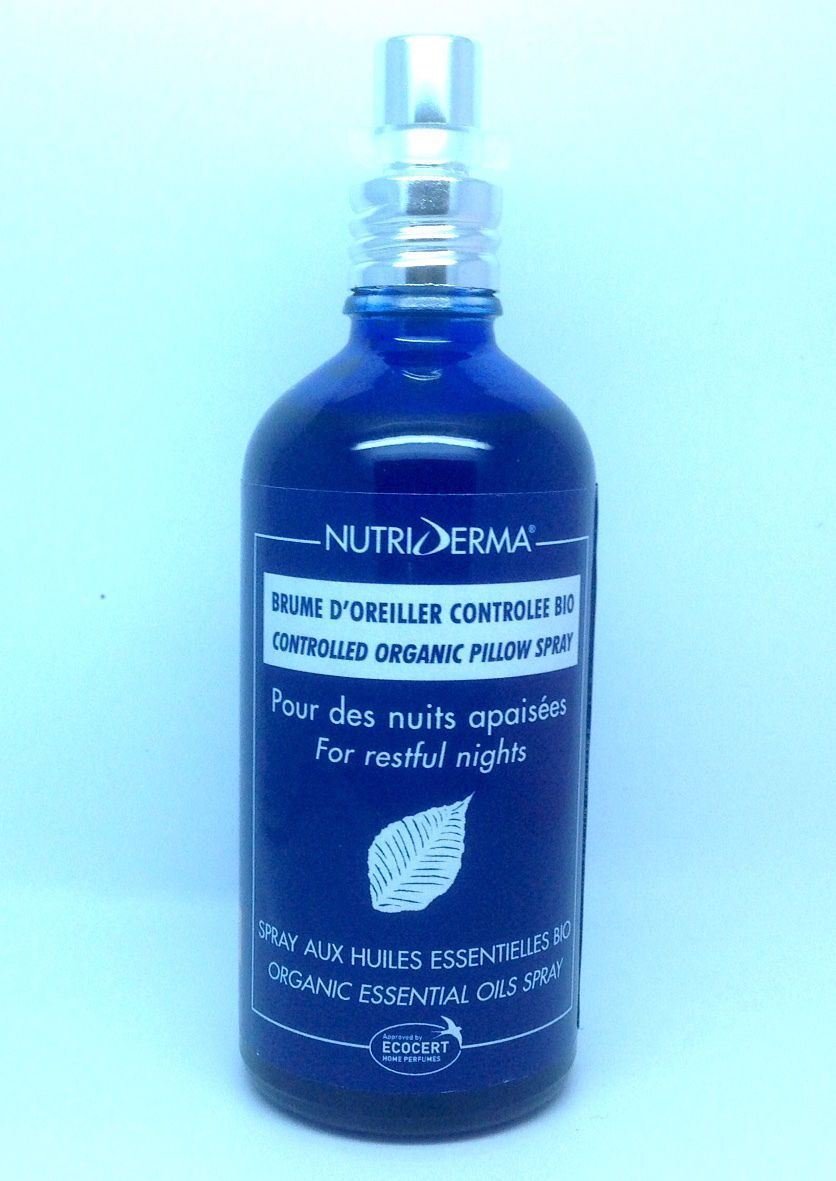 NUTRIDERMA®
BRUME D'OREILLER CONTROLEE BIO
CONTROLLED ORGANIC PILLOW SPRAY
Pour des nuits apaisées
For restful nights
SPRAY AUX HUILES ESSENTIELLES BIO
ORGANIC ESSENTIAL OILS SPRAY
Approved by
ECOCERT
HOME PERFUMES